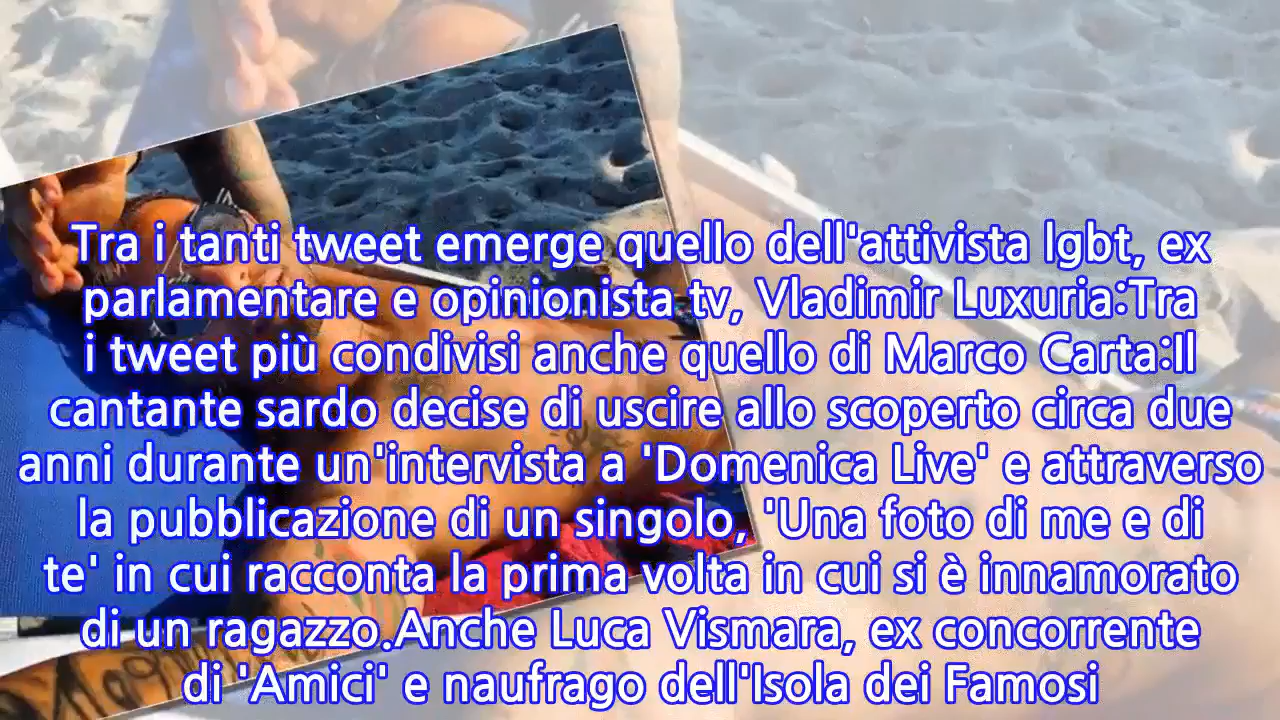 Tra i tanti tweet emerge quello dell'attivista lgbt, ex
parlamentare e opinionista tv, Vladimir Luxuria:Tra
i tweet più condivisi anche quello di Marco Carta:Il
cantante sardo decise di uscire allo scoperto circa due
anni durante un'intervista a 'Domenica Live' e attraverso
la pubblicazione di un singolo, 'Una foto di me e di
te' in cui racconta la prima volta in cui si è innamorato
di un ragazzo.Anche Luca Vismara, ex concorrente
di 'Amici' e naufrago dell'Isola dei Famosi